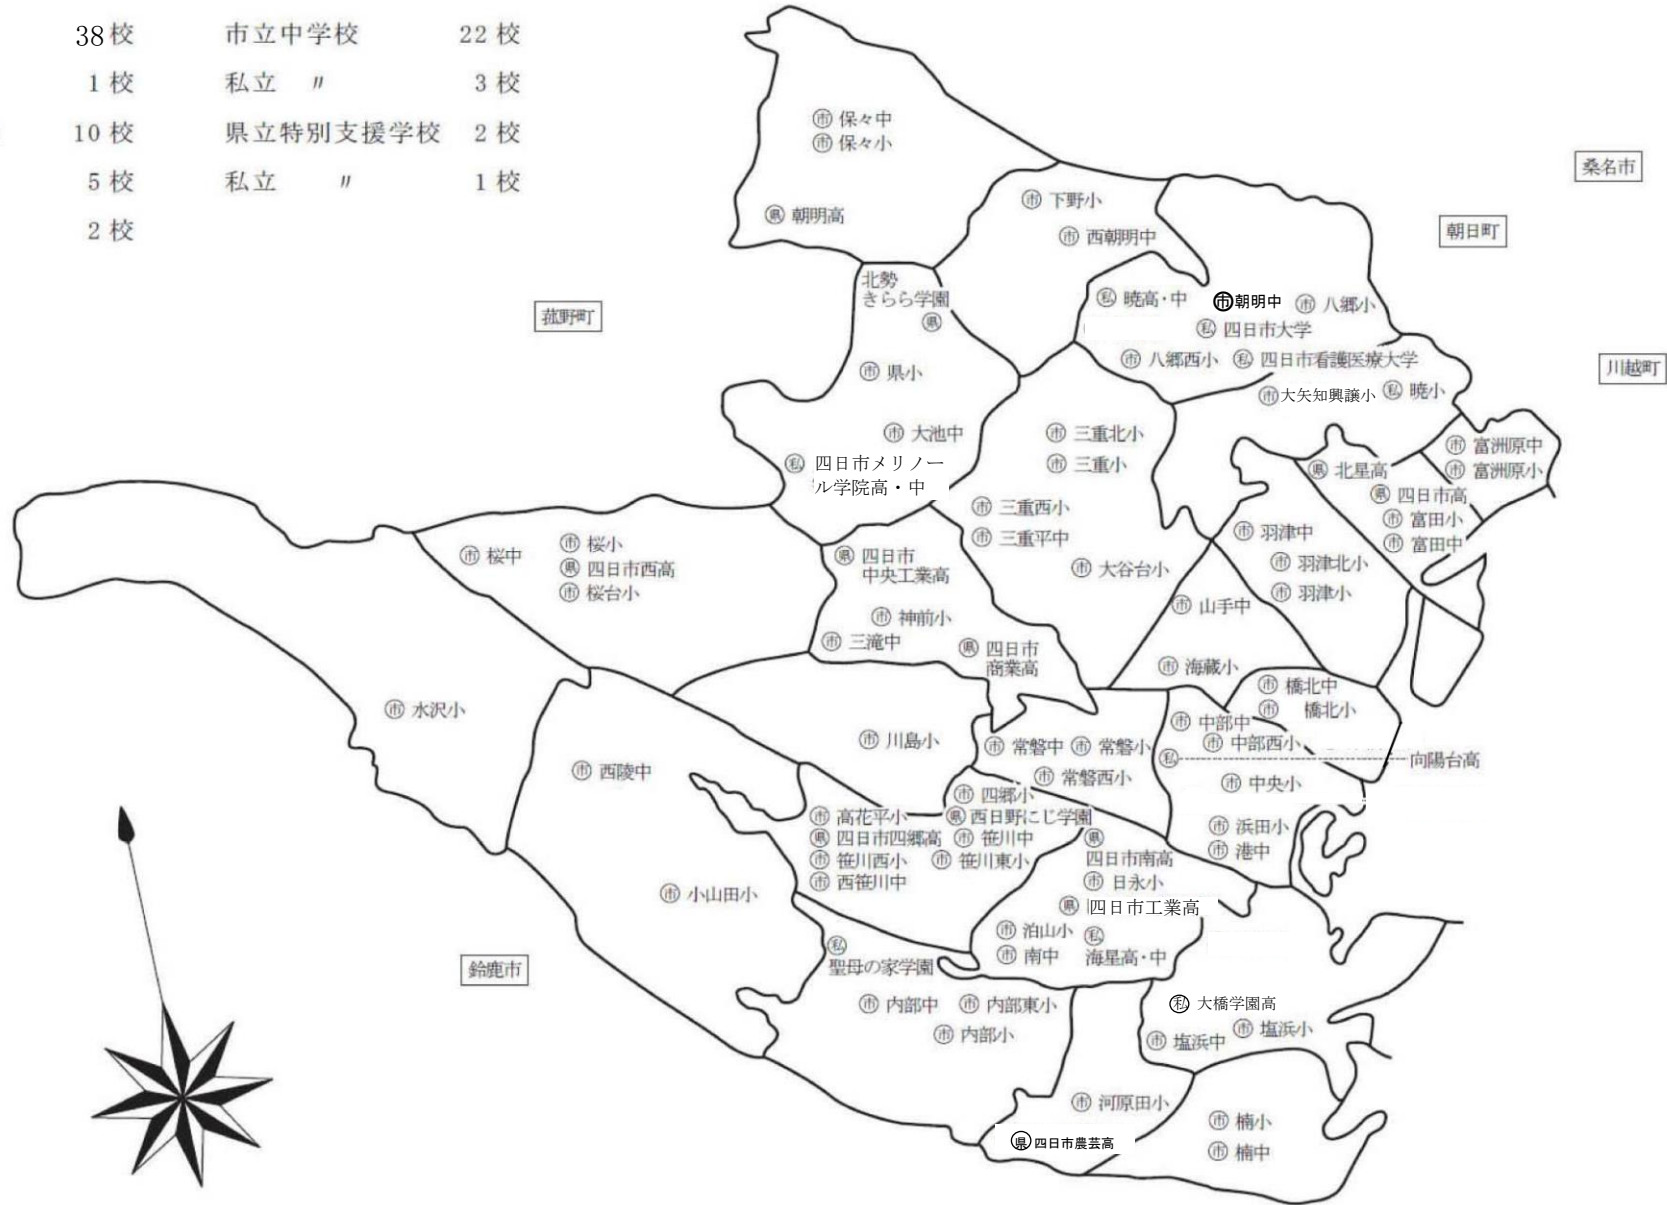 38校 市立中学校 22校
1校 私立 〃 3校
10校 県立特別支援学校 2校
5校 私立 〃 1校
2校
桑名市
朝日町
川越町
菰野町
鈴鹿市
市 保々中
市 保々小
県 朝明高
市 下野小
市 西朝明中
北勢
きらら学園
県
市 県小
市 大池中
私 四日市メリノー
ル学院高・中
私 暁高・中
市 朝明中
市 八郷小
私 四日市大学
市 八郷西小
私 四日市看護医療大学
市 大矢知興譲小
私 暁小
市 富洲原中
市 富洲原小
県 北星高
県 四日市高
市 富田小
市 富田中
市 三重北小
市 三重小
市 三重西小
市 三重平中
市 大谷台小
市 羽津中
市 羽津北小
市 羽津小
市 山手中
市 海蔵小
市 桜中
市 桜小
県 四日市西高
市 桜台小
県 四日市
中央工業高
市 神前小
市 三滝中
県 四日市
商業高
市 橋北中
市 橋北小
市 中部中
市 中部西小
私 向陽台高
市 中央小
市 浜田小
市 港中
市 水沢小
市 川島小
市 常磐中
市 常磐小
市 常磐西小
市 西陵中
市 小山田小
市 四郷小
市 高花平小
県 西日野にじ学園
県 四日市四郷高
市 笹川中
市 笹川西小
市 笹川東小
市 西笹川中
県
四日市南高
市 日永小
県 四日市工業高
市 泊山小
私
市 南中
海星高・中
私
聖母の家学園
市 内部中
市 内部東小
市 内部小
私 大橋学園高
市 塩浜中
市 塩浜小
市 河原田小
県 四日市農芸高
市 楠小
市 楠中